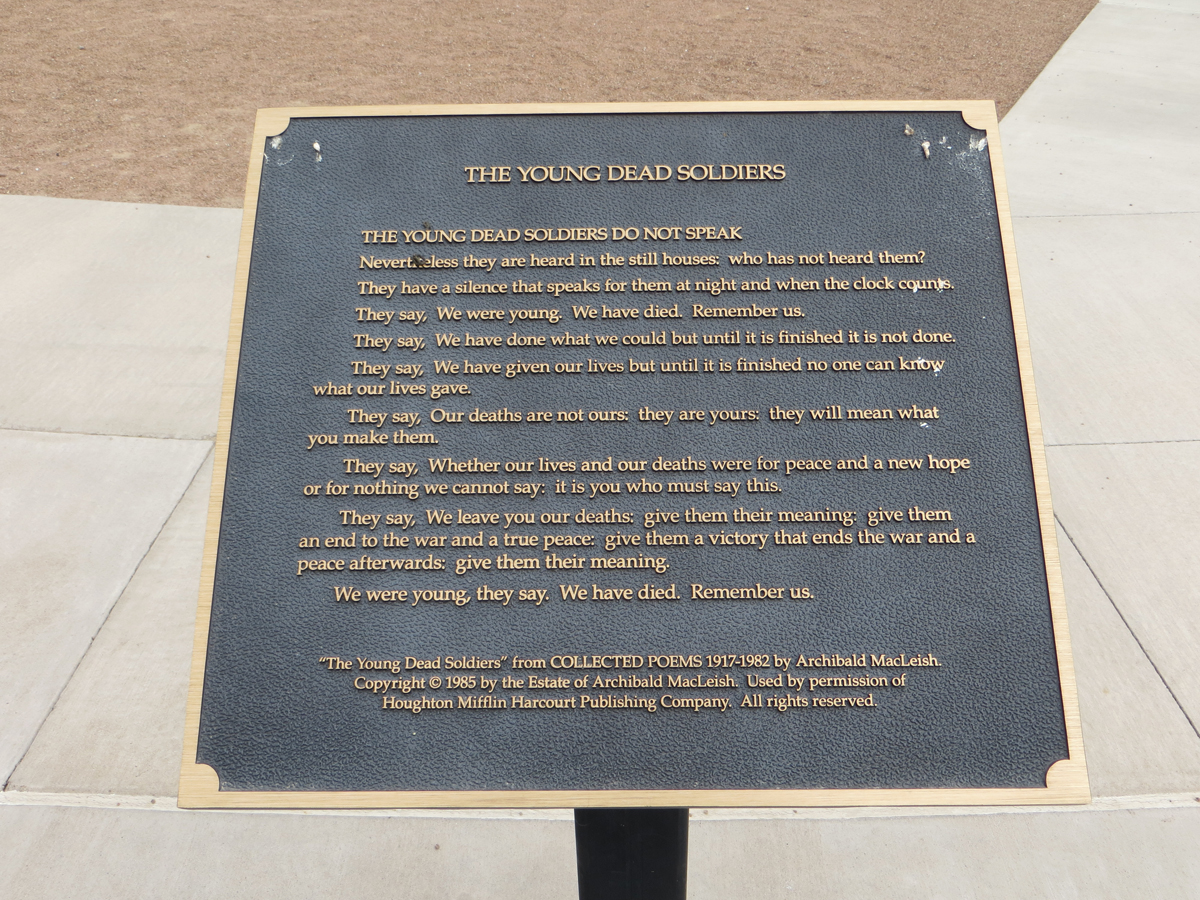 THE YOUNG DEAD SOLDIERS
THE YOUNG DEAD SOLDIERS DO NOT SPEAK
Nevertheless they are heard in the still houses: who has not heard them?
They have a silence that speaks for them at night and when the clock counts.
They say, We were young. We have died. Remember us.
They say, We have done what we could but until it is finished it is not done.
They say, We have given our lives but until it is finished no one can know
what our lives gave.
They say, Our deaths are not ours: they are yours: they will mean what
you make them.
They say, Whether our lives and our deaths were for peace and a new hope
or for nothing we cannot say: it is you who must say this.
They say, We leave you our deaths: give them their meaning: give them
an end to the war and a true peace: give them a victory that ends the war and a
peace afterwards: give them their meaning.
We were young, they say. We have died. Remember us.
"The Young Dead Soldiers" from COLLECTED POEMS 1917-1982 by Archibald MacLeish.
Copyright © 1985 by the Estate of Archibald MacLeish. Used by permission of
Houghton Mifflin Harcourt Publishing Company. All rights reserved.